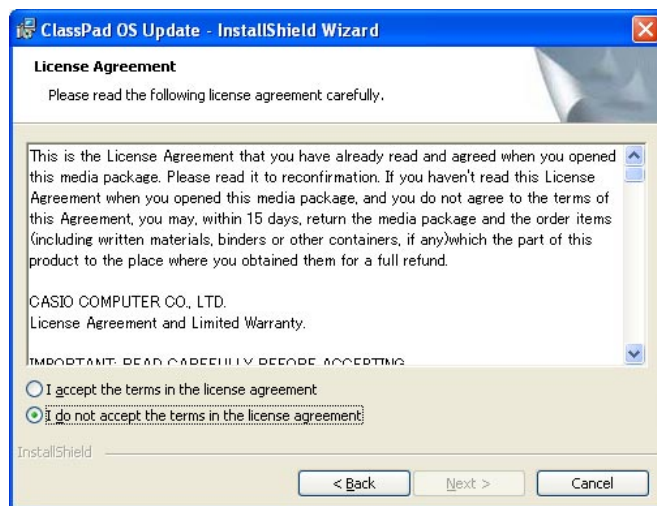 ClassPad OS Update - InstallShield Wizard
License Agreement
Please read the following license agreement carefully.
This is the License Agreement that you have already read and agreed when you opened
this media package. Please read it to reconfirmation. If you haven't read this License
Agreement when you opened this media package, and you do not agree to the terms of
this Agreement, you may, within 15 days, return the media package and the order items
(including written materials, binders or other containers, if any)which the part of this
product to the place where you obtained them for a full refund.
CASIO COMPUTER CO., LTD.
License Agreement and Limited Warranty.
IMPORTANT: READ CAREFULLY BEFORE ACCEPTING
I accept the terms in the license agreement
I do not accept the terms in the license agreement
InstallShield
< Back
Next >
Cancel